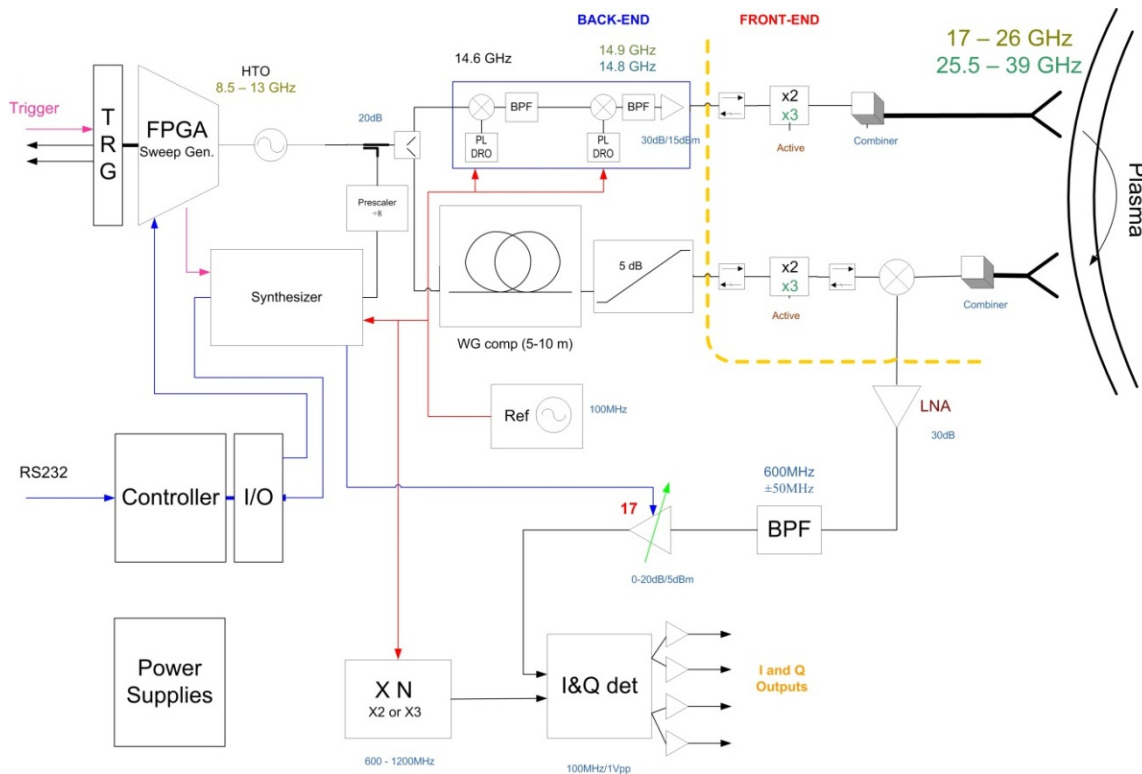 BACK-END
FRONT-END
17 – 26 GHz
25.5 – 39 GHz
HTO
8.5 – 13 GHz
14.6 GHz
14.9 GHz
14.8 GHz
Trigger
T
R
G
FPGA
Sweep Gen.
20dB
BPF
BPF
PL
DRO
PL
DRO
30dB/15dBm
x2
x3
Active
Combiner
Plasma
Prescaler
÷8
Synthesizer
5 dB
WG comp (5-10 m)
x2
x3
Active
Combiner
Ref
100MHz
LNA
30dB
RS232
Controller
I/O
600MHz
±50MHz
BPF
17
0-20dB/5dBm
Power
Supplies
X N
X2 or X3
600 - 1200MHz
I&Q det
100MHz/1Vpp
I and Q
Outputs